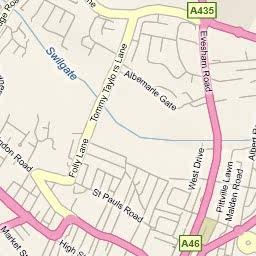 A435
Evesham Road
Swilgate
Tommy Taylors Lane
Albemarle Gate
Folly Lane
West Drive
Pittville Lawn
Malden Road
St Pauls Road
Market St
High St
A46